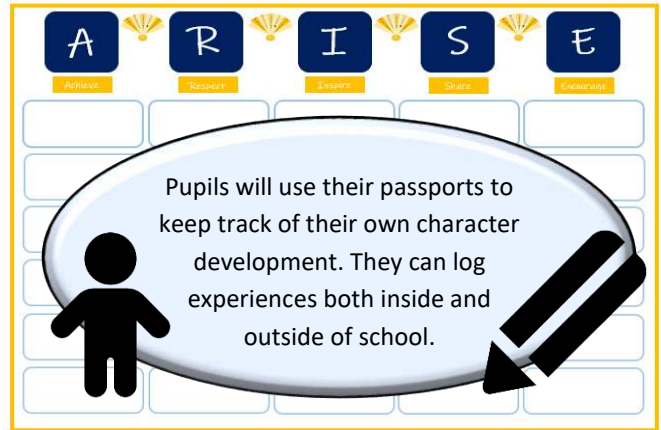 A R I S E
Achieve Respect Inspire Share Encourage
Pupils will use their passports to
keep track of their own character
development. They can log
experiences both inside and
outside of school.